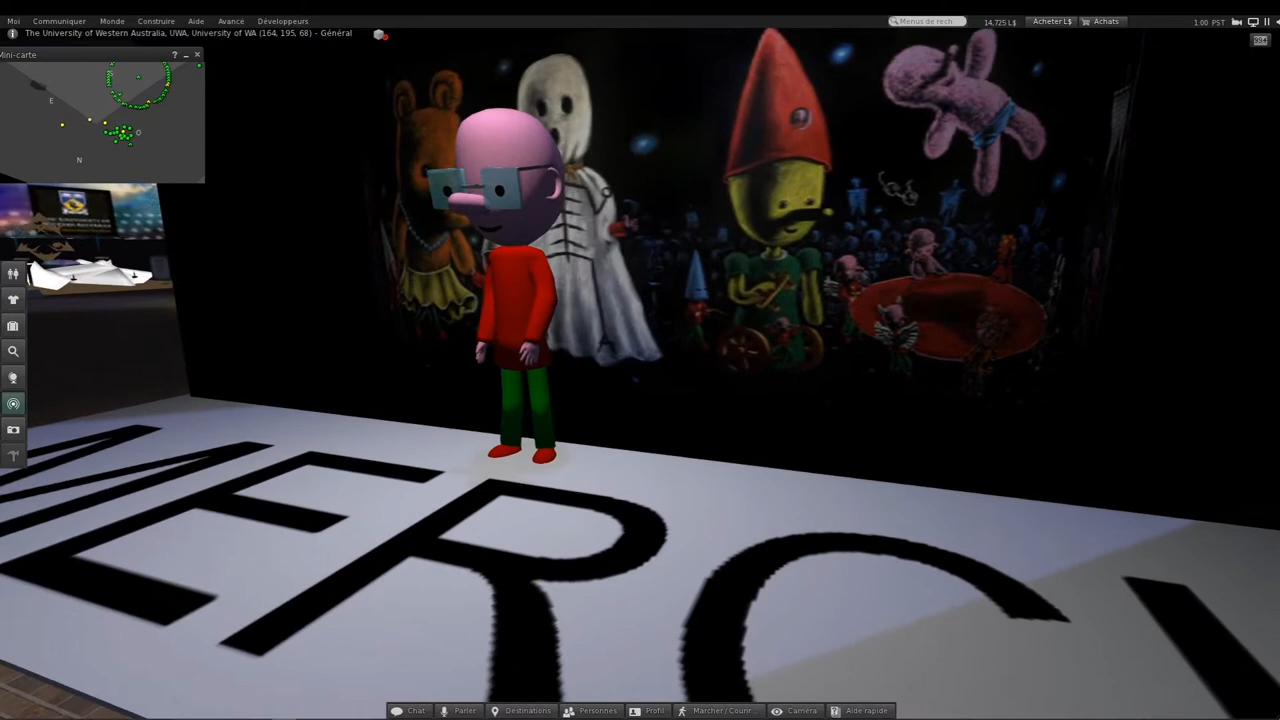 Moi Communiquer Monde Construire Aide Avancé Développeurs Menus de rech 14,725 L$ Acheter L$ Achats 1:00 PST
The University of Western Australia, UWA, University of WA (164, 195, 68) - Général
Mini-carte ? _ x
E
O
N
MERCI
Chat Parler Destinations Personnes Profil Marcher / Courir... Caméra Aide rapide